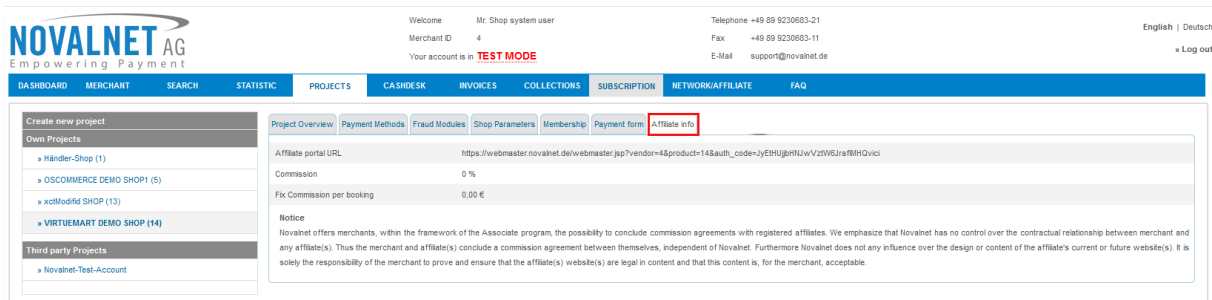 NOVALNET AG
Empowering Payment
Welcome Mr. Shop system user
Merchant ID 4
Your account is in TEST MODE
Telephone +49 89 9230683-21
Fax +49 89 9230683-11
E-Mail support@novalnet.de
English | Deutsch
» Log out
DASHBOARD MERCHANT SEARCH STATISTIC PROJECTS CASHDESK INVOICES COLLECTIONS SUBSCRIPTION NETWORK/AFFILIATE FAQ
Create new project
Own Projects
» Händler-Shop (1)
» OSCOMMERCE DEMO SHOP1 (5)
» xctModifid SHOP (13)
» VIRTUEMART DEMO SHOP (14)
Third party Projects
» Novalnet-Test-Account
Project Overview Payment Methods Fraud Modules Shop Parameters Membership Payment form Affiliate info
Affiliate portal URL https://webmaster.novalnet.de/webmaster.jsp?vendor=4&product=14&auth_code=JyEtHUjjbHNJwVztW6JraflMHQvici
Commission 0 %
Fix Commission per booking 0,00 €
Notice
Novalnet offers merchants, within the framework of the Associate program, the possibility to conclude commission agreements with registered affiliates. We emphasize that Novalnet has no control over the contractual relationship between merchant and
any affiliate(s). Thus the merchant and affiliate(s) conclude a commission agreement between themselves, independent of Novalnet. Furthermore Novalnet does not any influence over the design or content of the affiliate's current or future website(s). It is
solely the responsibility of the merchant to prove and ensure that the affiliate(s) website(s) are legal in content and that this content is, for the merchant, acceptable.